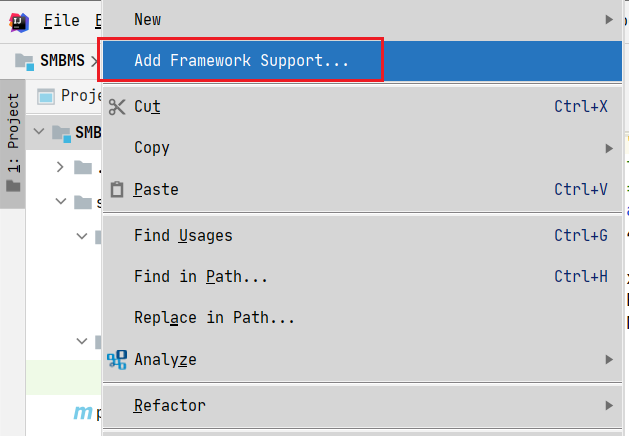 File
New
Add Framework Support...
SMBMS
Proje
1: Project
SMB
Cut Ctrl+X
Copy
Paste Ctrl+V
Find Usages Ctrl+G
Find in Path... Ctrl+H
Replace in Path...
Analyze
Refactor